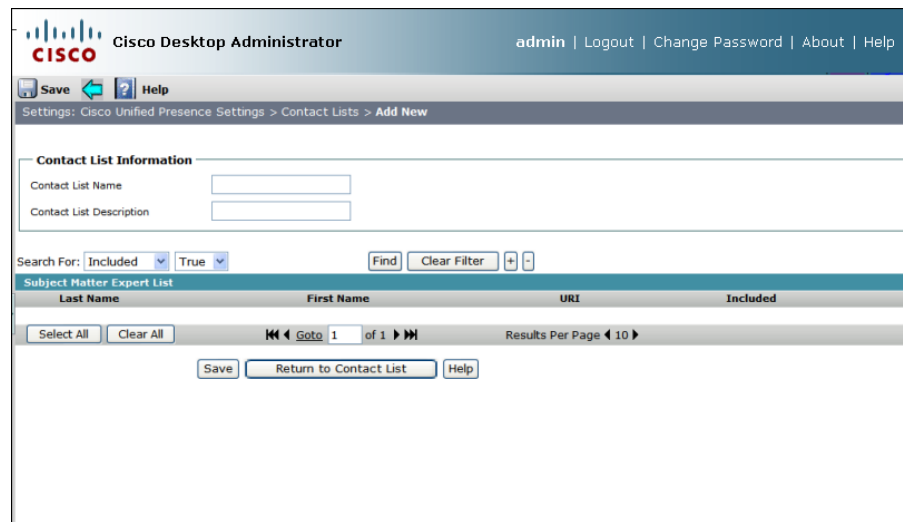 CISCO Cisco Desktop Administrator admin | Logout | Change Password | About | Help
Save ? Help
Settings: Cisco Unified Presence Settings > Contact Lists > Add New
Contact List Information
Contact List Name
Contact List Description
Search For: Included True Find Clear Filter + -
Subject Matter Expert List
Last Name First Name URI Included
Select All Clear All Goto 1 of 1 Results Per Page 10
Save Return to Contact List Help